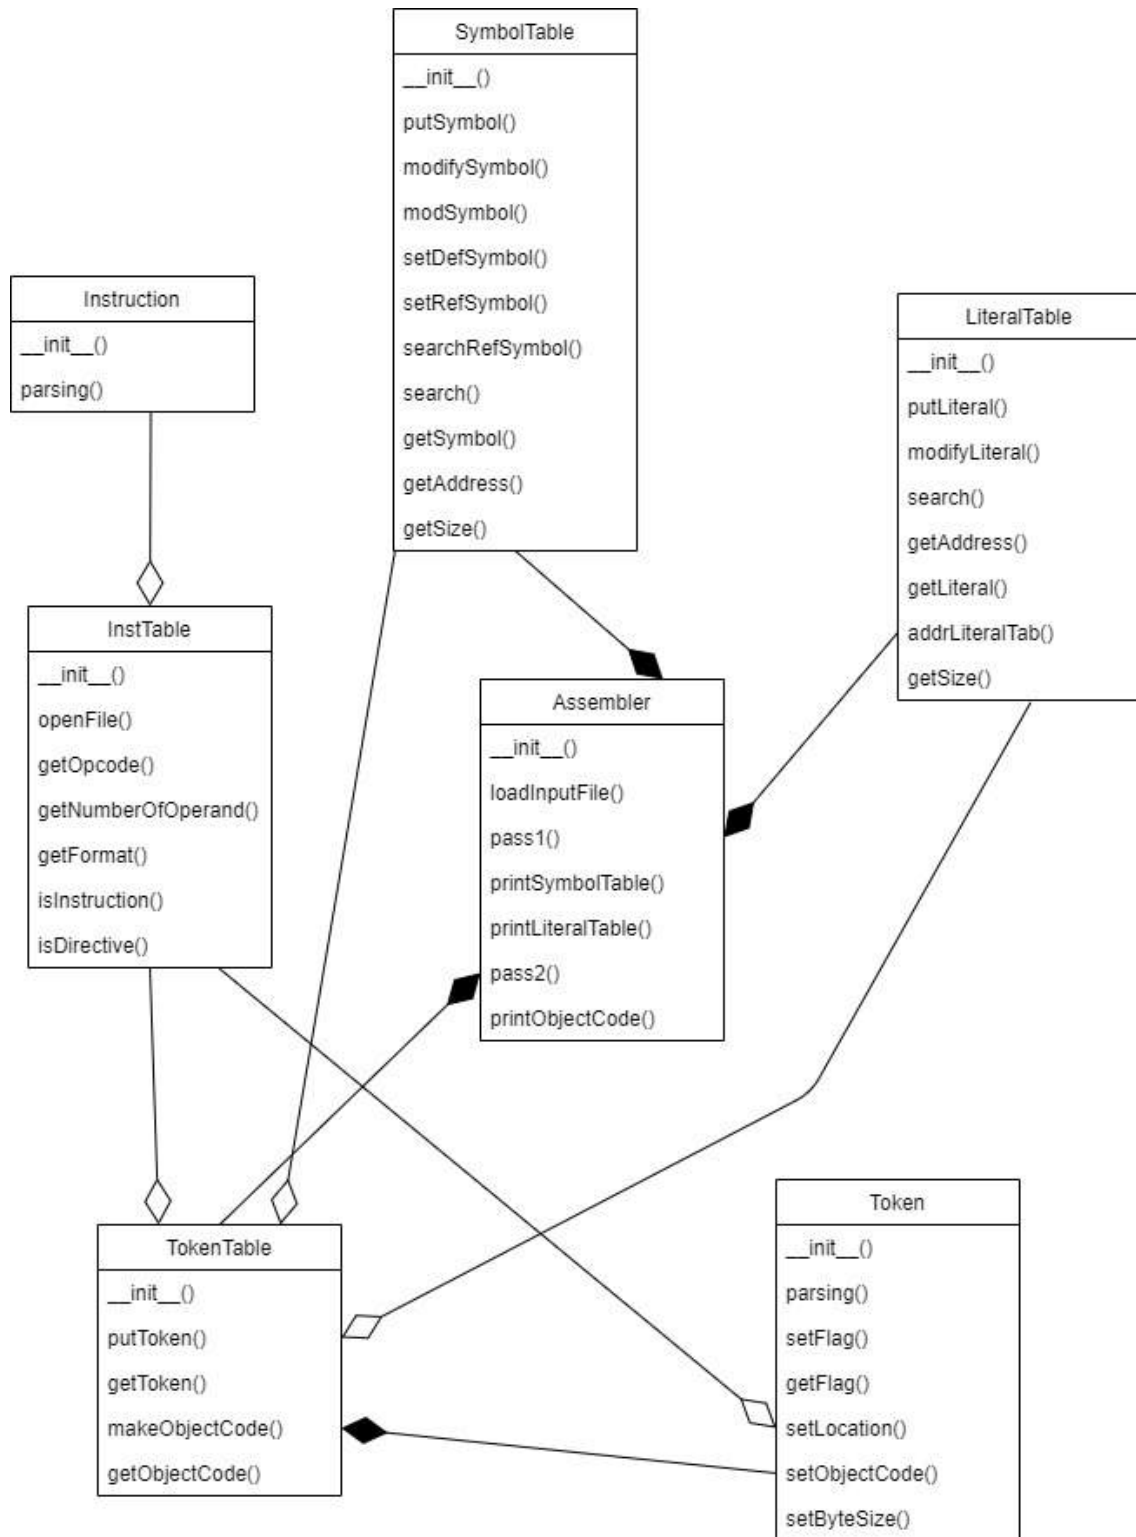 SymbolTable
__init__()
putSymbol()
modifySymbol()
modSymbol()
setDefSymbol()
setRefSymbol()
searchRefSymbol()
search()
getSymbol()
getAddress()
getSize()
Instruction
__init__()
parsing()
LiteralTable
__init__()
putLiteral()
modifyLiteral()
search()
getAddress()
getLiteral()
addrLiteralTab()
getSize()
InstTable
__init__()
openFile()
getOpcode()
getNumberOfOperand()
getFormat()
isInstruction()
isDirective()
Assembler
__init__()
loadInputFile()
pass1()
printSymbolTable()
printLiteralTable()
pass2()
printObjectCode()
TokenTable
__init__()
putToken()
getToken()
makeObjectCode()
getObjectCode()
Token
__init__()
parsing()
setFlag()
getFlag()
setLocation()
setObjectCode()
setByteSize()